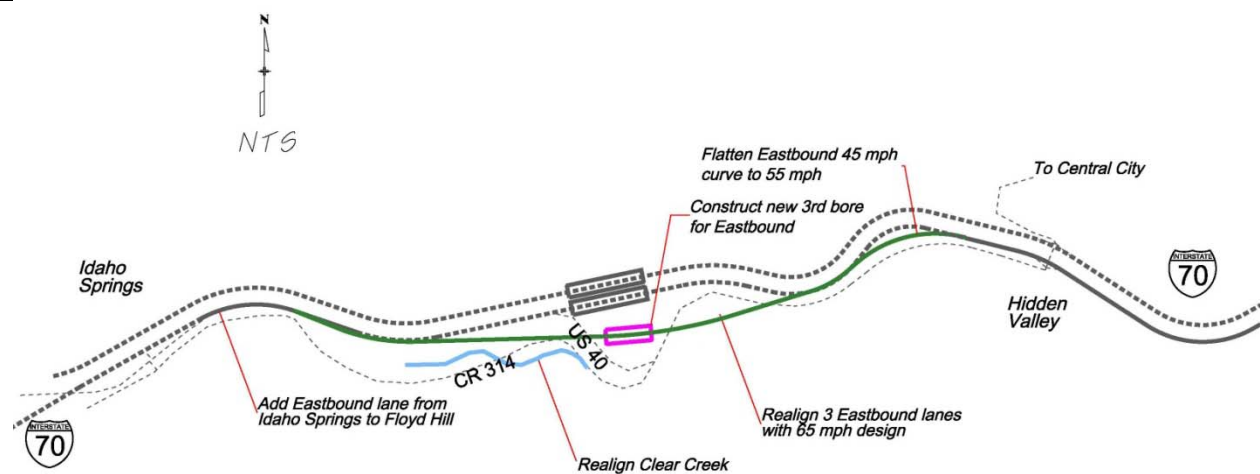 N
NTS
Flatten Eastbound 45 mph
curve to 55 mph
To Central City
Construct new 3rd bore
for Eastbound
Idaho
Springs
INTERSTATE
70
Hidden
Valley
US 40
CR 314
Add Eastbound lane from
Idaho Springs to Floyd Hill
Realign 3 Eastbound lanes
with 65 mph design
INTERSTATE
70
Realign Clear Creek